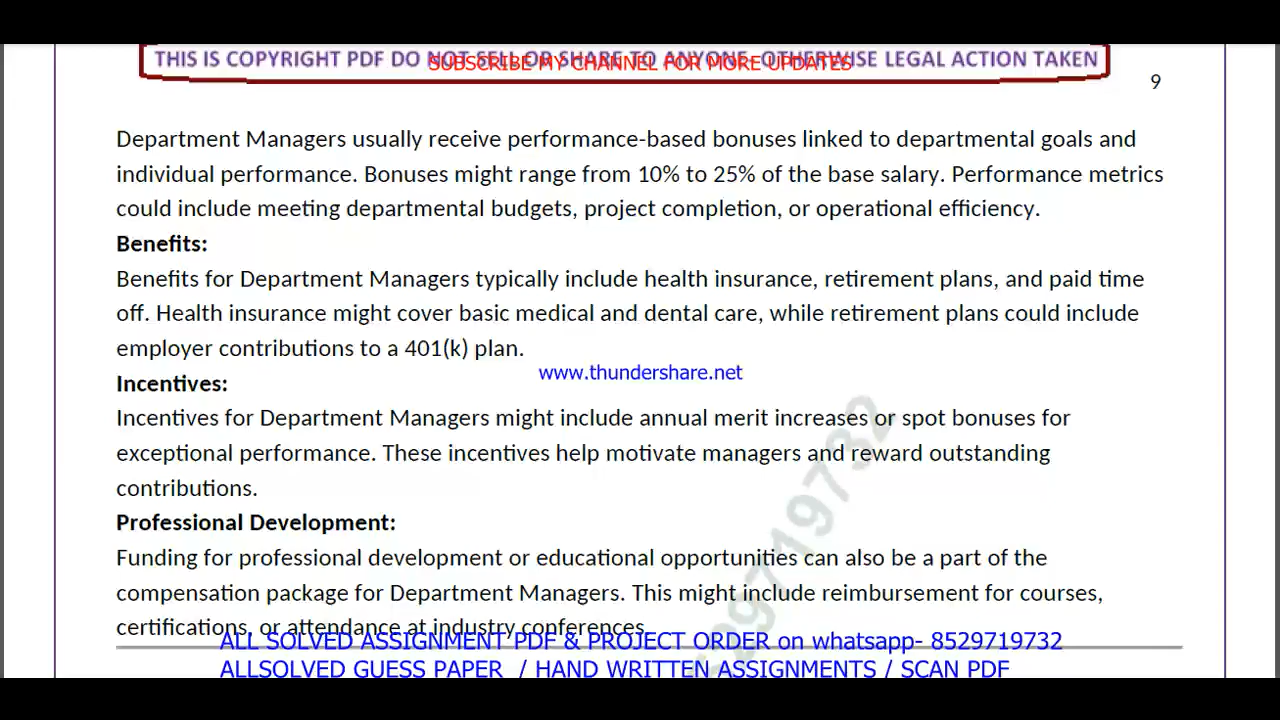 THIS IS COPYRIGHT PDF DO NOT SELL OR SHARE TO ANYONE- OTHERWISE LEGAL ACTION TAKEN
SUBSCRIBE MY CHANNEL FOR MORE UPDATES
9
Department Managers usually receive performance-based bonuses linked to departmental goals and
individual performance. Bonuses might range from 10% to 25% of the base salary. Performance metrics
could include meeting departmental budgets, project completion, or operational efficiency.
Benefits:
Benefits for Department Managers typically include health insurance, retirement plans, and paid time
off. Health insurance might cover basic medical and dental care, while retirement plans could include
employer contributions to a 401(k) plan.
www.thundershare.net
Incentives:
Incentives for Department Managers might include annual merit increases or spot bonuses for
exceptional performance. These incentives help motivate managers and reward outstanding
contributions.
Professional Development:
Funding for professional development or educational opportunities can also be a part of the
compensation package for Department Managers. This might include reimbursement for courses,
certifications, or attendance at industry conferences.
ALL SOLVED ASSIGNMENT PDF & PROJECT ORDER on whatsapp- 8529719732
ALLSOLVED GUESS PAPER / HAND WRITTEN ASSIGNMENTS / SCAN PDF
529719732